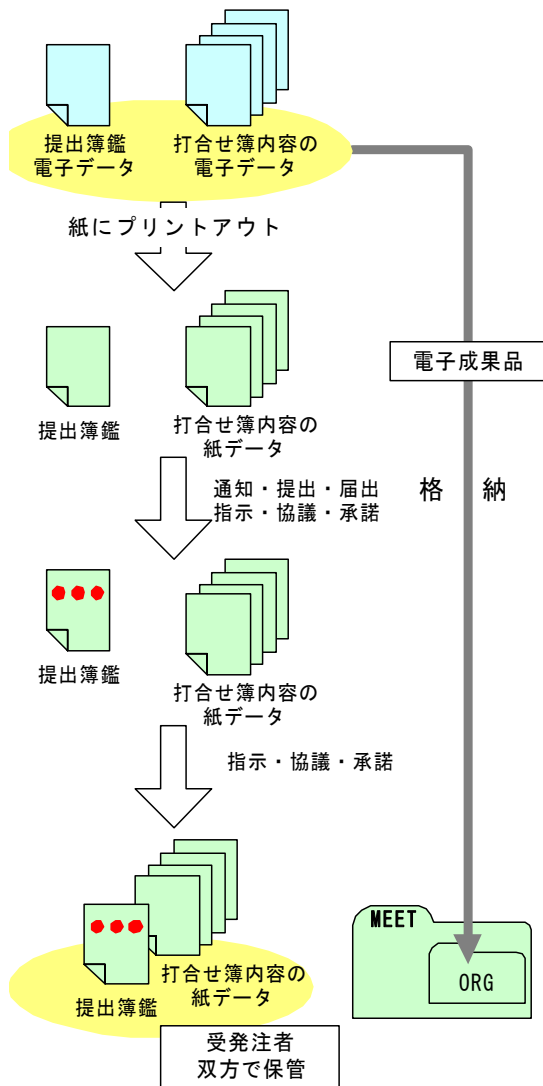 提出簿鑑
電子データ
打合せ簿内容の
電子データ
紙にプリントアウト
電子成果品
提出簿鑑
打合せ簿内容の
紙データ
通知・提出・届出
指示・協議・承諾
格 納
提出簿鑑
打合せ簿内容の
紙データ
指示・協議・承諾
MEET
ORG
打合せ簿内容の
紙データ
提出簿鑑
受発注者
双方で保管